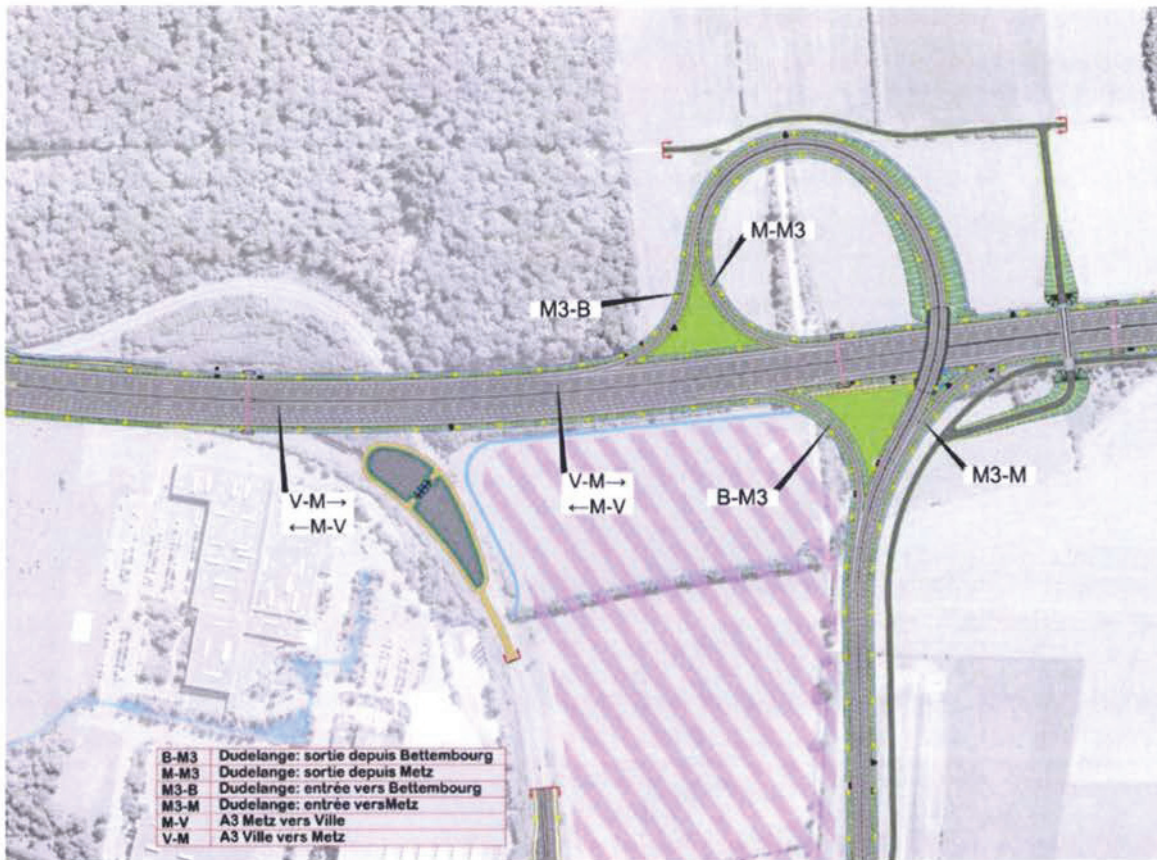 M-M3
M3-B
V-M→
←M-V
V-M→
←M-V
B-M3
M3-M
B-M3 Dudelange: sortie depuis Bettembourg
M-M3 Dudelange: sortie depuis Metz
M3-B Dudelange: entrée vers Bettembourg
M3-M Dudelange: entrée versMetz
M-V A3 Metz vers Ville
V-M A3 Ville vers Metz